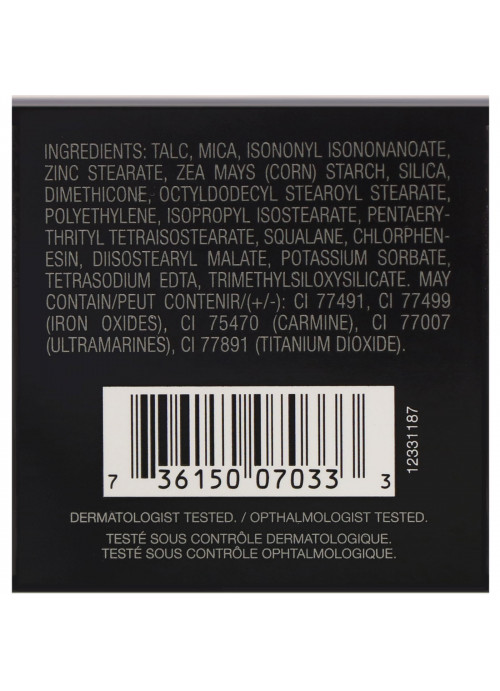 INGREDIENTS: TALC, MICA, ISONONYL ISONONANOATE,
ZINC STEARATE, ZEA MAYS (CORN) STARCH, SILICA,
DIMETHICONE, OCTYLDODECYL STEAROYL STEARATE,
POLYETHYLENE, ISOPROPYL ISOSTEARATE, PENTAERY-
THRITYL TETRAISOSTEARATE, SQUALANE, CHLORPHEN-
ESIN, DIISOSTEARYL MALATE, POTASSIUM SORBATE,
TETRASODIUM EDTA, TRIMETHYLSILOXYSILICATE. MAY
CONTAIN/PEUT CONTENIR/(+/-): CI 77491, CI 77499
(IRON OXIDES), CI 75470 (CARMINE), CI 77007
(ULTRAMARINES), CI 77891 (TITANIUM DIOXIDE).
12331187
7 36150 07033 3
DERMATOLOGIST TESTED. / OPTHALMOLOGIST TESTED.
TESTÉ SOUS CONTRÔLE DERMATOLOGIQUE.
TESTÉ SOUS CONTRÔLE OPHTALMOLOGIQUE.